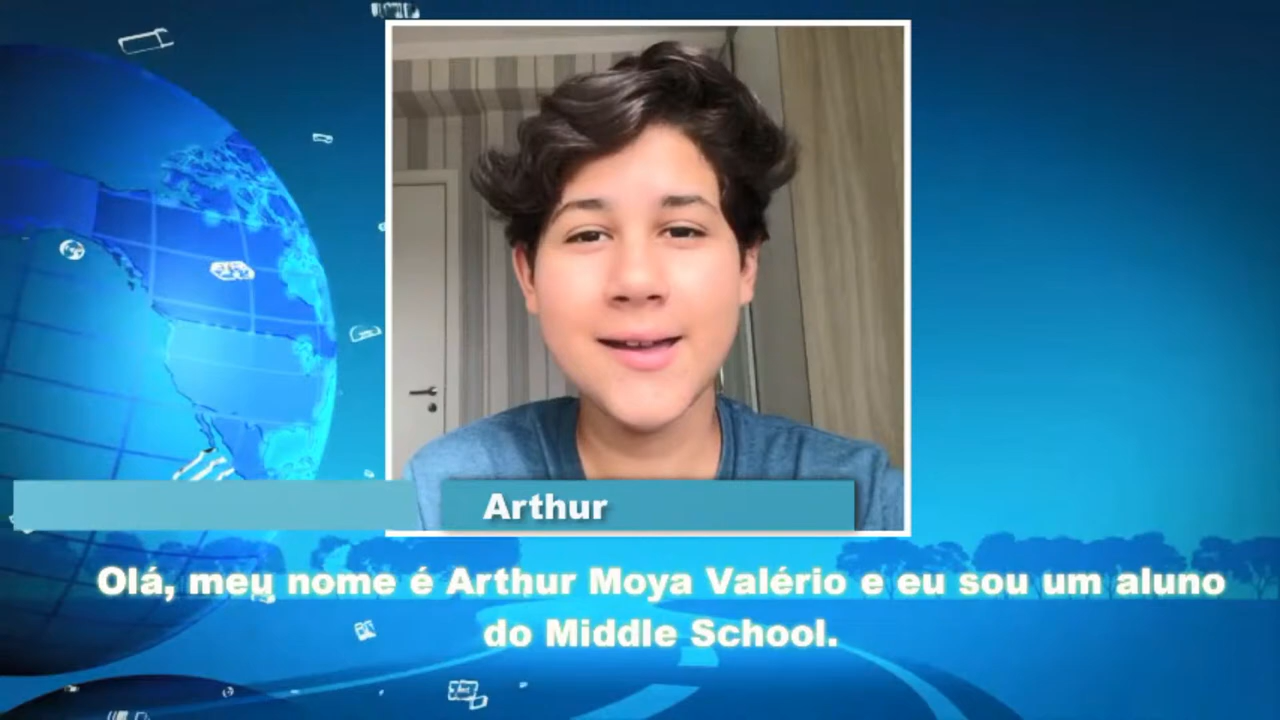 Arthur
Olá, meu nome é Arthur Moya Valério e eu sou um aluno
do Middle School.